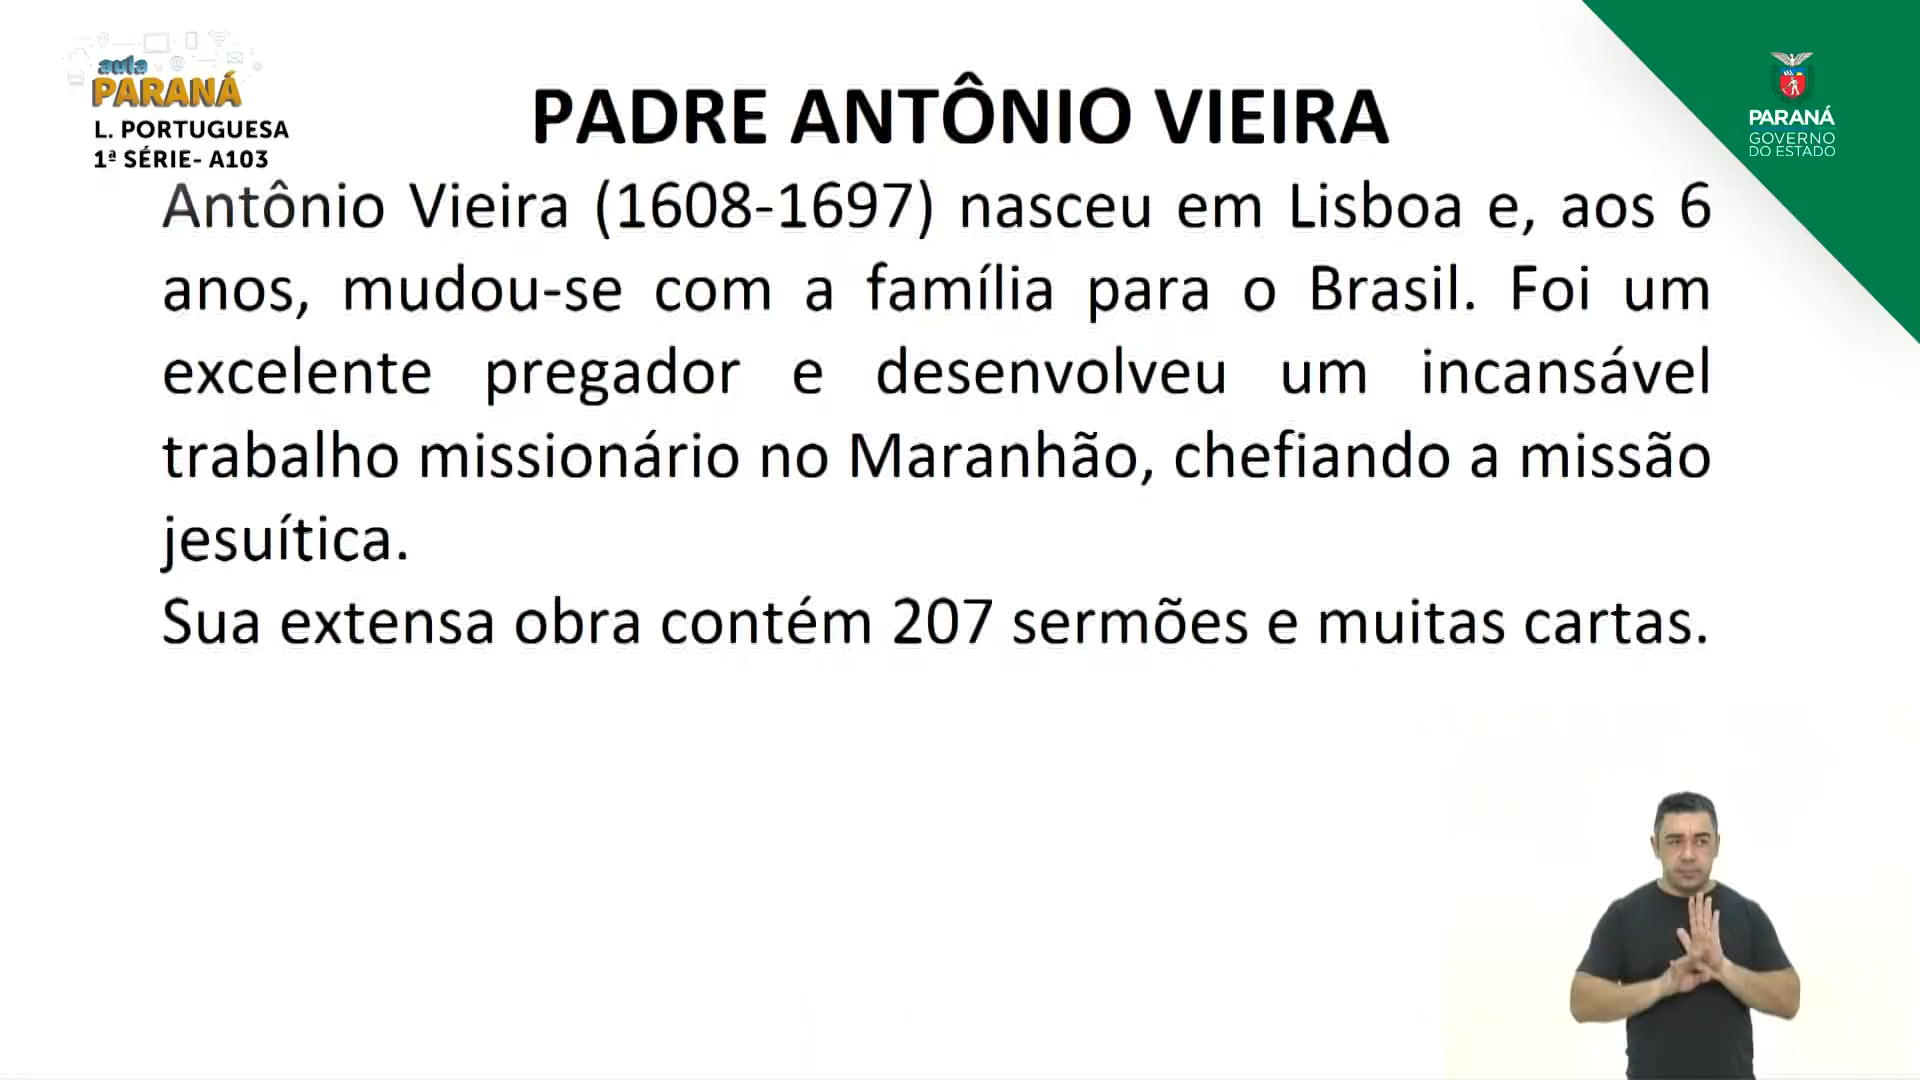 aula
PARANÁ
L. PORTUGUESA
1ª SÉRIE- A103
PADRE ANTÔNIO VIEIRA
PARANÁ
GOVERNO
DO ESTADO
Antônio Vieira (1608-1697) nasceu em Lisboa e, aos 6
anos, mudou-se com a família para o Brasil. Foi um
excelente pregador e desenvolveu um incansável
trabalho missionário no Maranhão, chefiando a missão
jesuítica.
Sua extensa obra contém 207 sermões e muitas cartas.